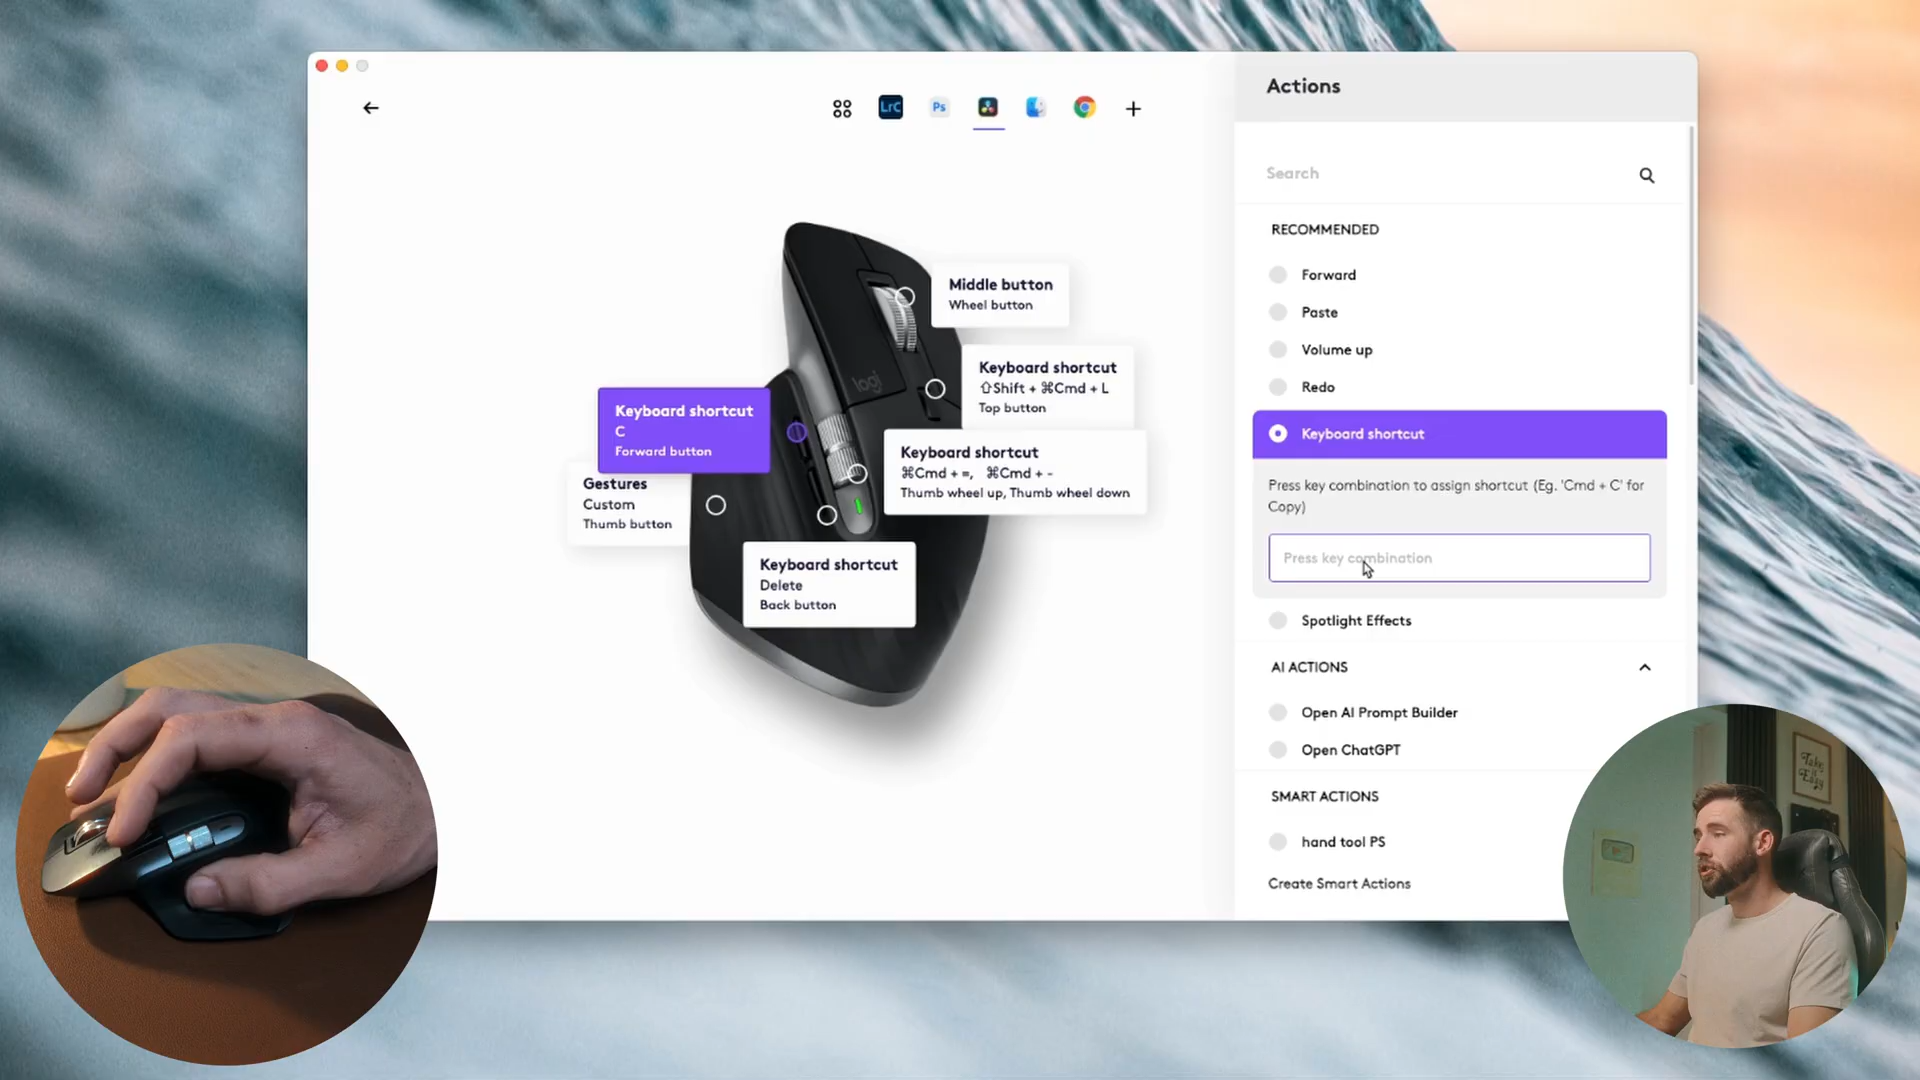 LrC
Ps
Actions
Search
RECOMMENDED
Forward
Paste
Volume up
Redo
Keyboard shortcut
Press key combination to assign shortcut (Eg. 'Cmd + C' for
Copy)
Press key combination
Spotlight Effects
AI ACTIONS
Open AI Prompt Builder
Open ChatGPT
SMART ACTIONS
hand tool PS
Create Smart Actions
Middle button
Wheel button
Keyboard shortcut
⇧Shift + ⌘Cmd + L
Top button
Keyboard shortcut
C
Forward button
Keyboard shortcut
⌘Cmd + =, ⌘Cmd + -
Thumb wheel up, Thumb wheel down
Gestures
Custom
Thumb button
Keyboard shortcut
Delete
Back button
logi
Take
it
Easy